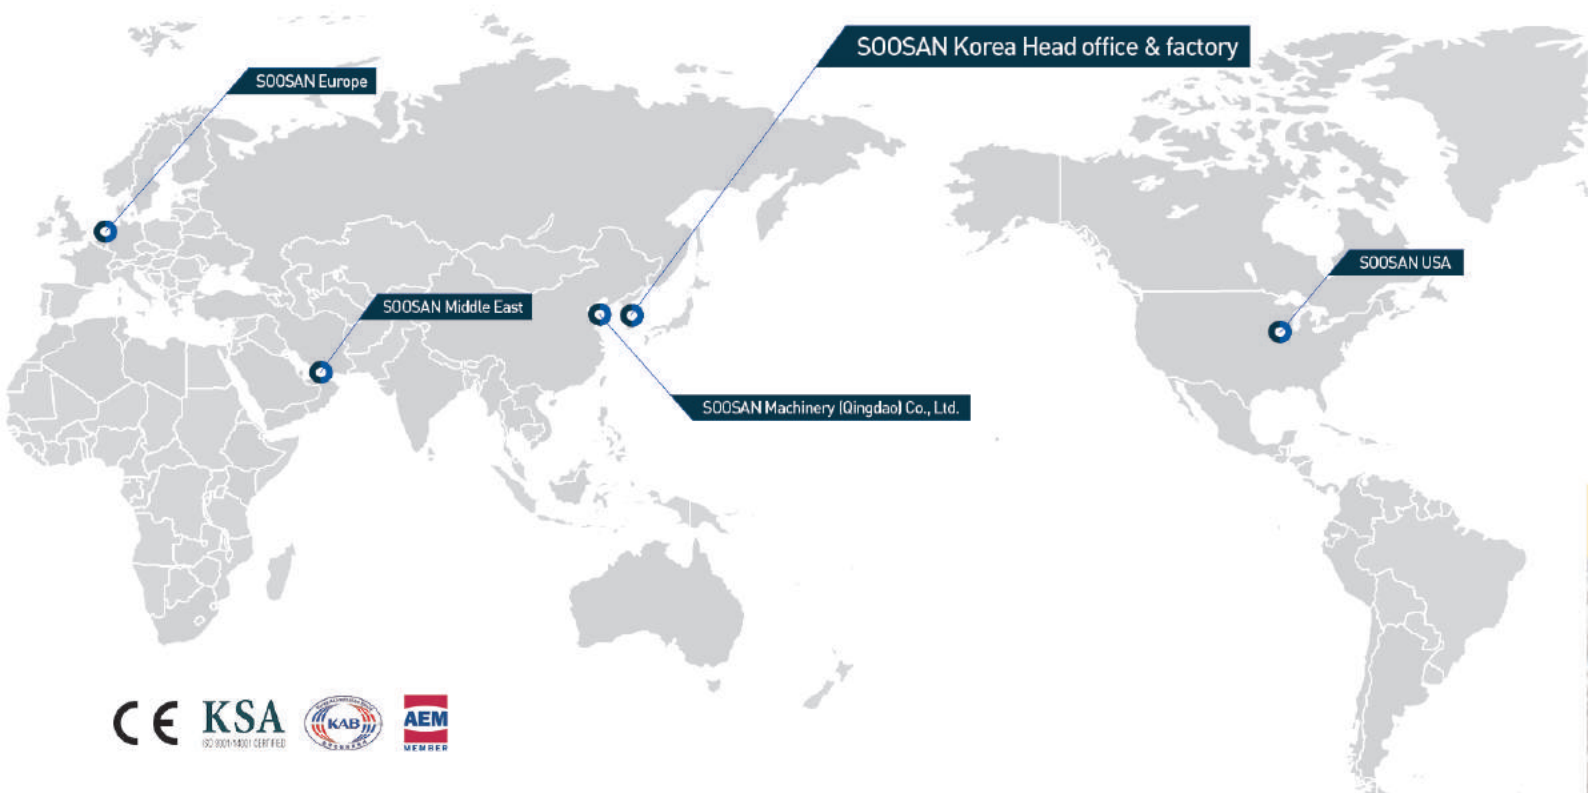 SOOSAN Korea Head office & factory
SOOSAN Europe
SOOSAN USA
SOOSAN Middle East
SOOSAN Machinery (Qingdao) Co., Ltd.
CE
KSA
ISO 9001/14001 CERTIFIED
KAB
AEM
MEMBER